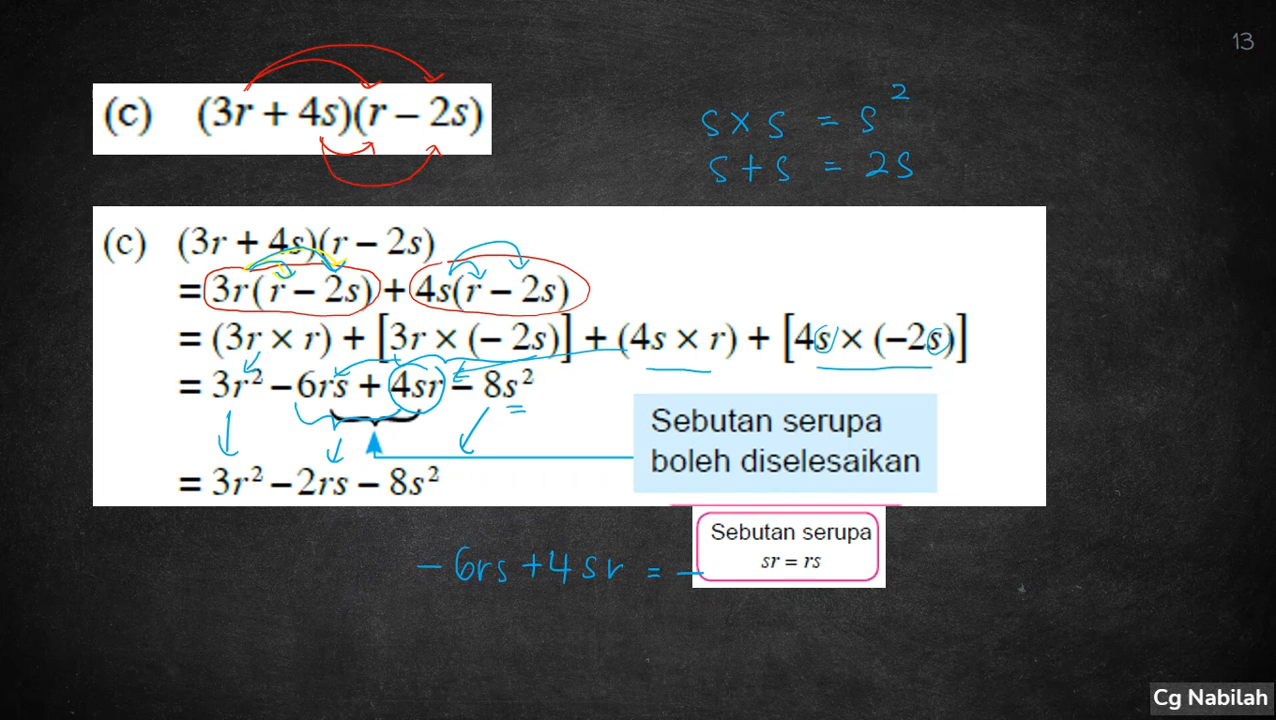 13
(c) (3r + 4s)(r − 2s)
s × s = s²
s + s = 2s
(c) (3r + 4s)(r − 2s)
= 3r(r − 2s) + 4s(r − 2s)
= (3r × r) + [3r × (− 2s)] + (4s × r) + [4s × (−2s)]
= 3r² − 6rs + 4sr − 8s²
Sebutan serupa
boleh diselesaikan
= 3r² − 2rs − 8s²
Sebutan serupa
sr = rs
− 6rs + 4sr = −
Cg Nabilah